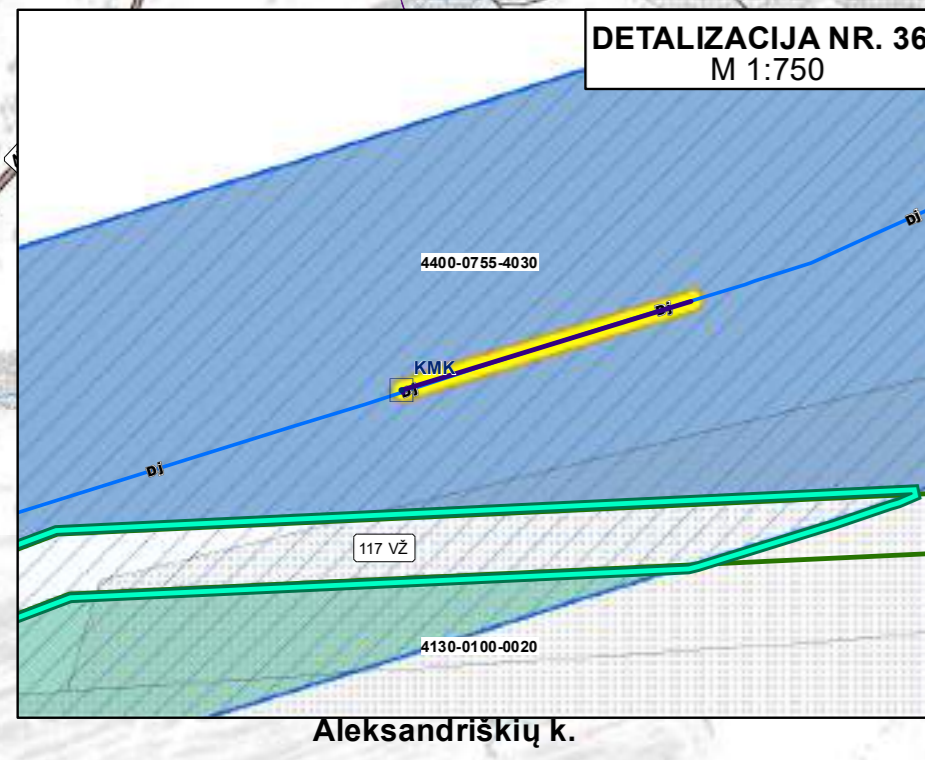 DETALIZACIJA NR. 36
M 1:750
Dj
4400-0755-4030
Dj
KMK
Dj
Dj
117 VŽ
4130-0100-0020
Aleksandriškių k.